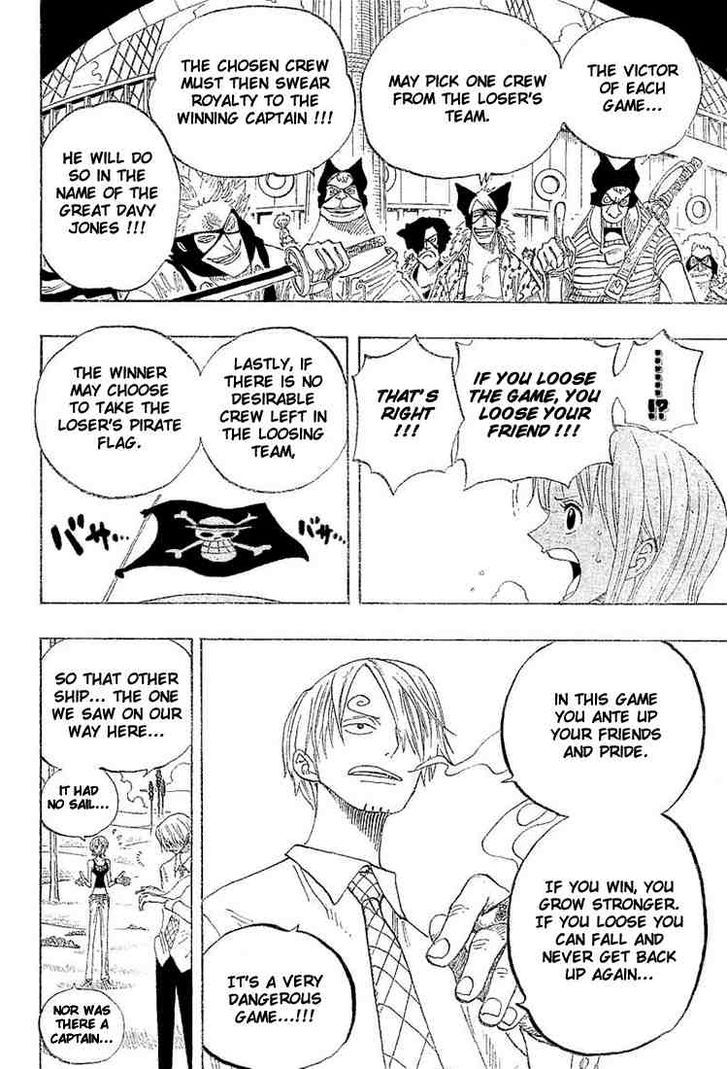 THE VICTOR
OF EACH
GAME...
MAY PICK ONE CREW
FROM THE LOSER'S
TEAM.
THE CHOSEN CREW
MUST THEN SWEAR
ROYALTY TO THE
WINNING CAPTAIN !!!
HE WILL DO
SO IN THE
NAME OF THE
GREAT DAVY
JONES !!!
......!?
IF YOU LOOSE
THE GAME, YOU
LOOSE YOUR
FRIEND !!!
THAT'S
RIGHT
!!!
LASTLY, IF
THERE IS NO
DESIRABLE
CREW LEFT IN
THE LOOSING
TEAM,
THE WINNER
MAY CHOOSE
TO TAKE THE
LOSER'S PIRATE
FLAG.
バサ...
バサ...
IN THIS GAME
YOU ANTE UP
YOUR FRIENDS
AND PRIDE.
IF YOU WIN, YOU
GROW STRONGER.
IF YOU LOOSE YOU
CAN FALL AND
NEVER GET BACK
UP AGAIN...
IT'S A VERY
DANGEROUS
GAME...!!!
SO THAT OTHER
SHIP... THE ONE
WE SAW ON OUR
WAY HERE...
IT HAD
NO SAIL...
NOR WAS
THERE A
CAPTAIN...